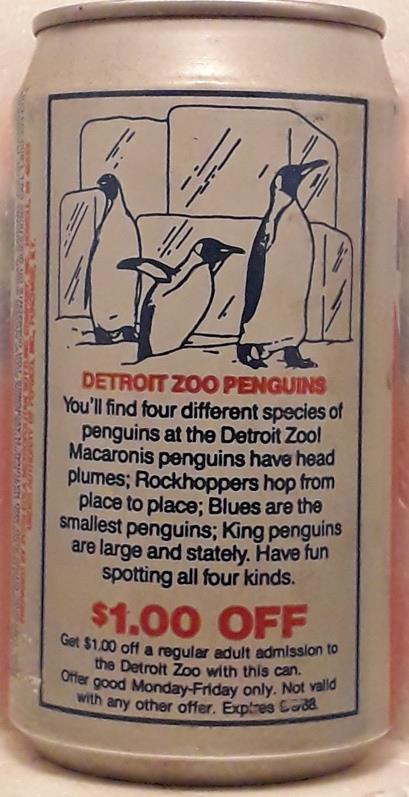 DETROIT ZOO PENGUINS
You'll find four different species of
penguins at the Detroit Zoo!
Macaronis penguins have head
plumes; Rockhoppers hop from
place to place; Blues are the
smallest penguins; King penguins
are large and stately. Have fun
spotting all four kinds.
$1.00 OFF
Get $1.00 off a regular adult admission to
the Detroit Zoo with this can.
Offer good Monday-Friday only. Not valid
with any other offer. Expires